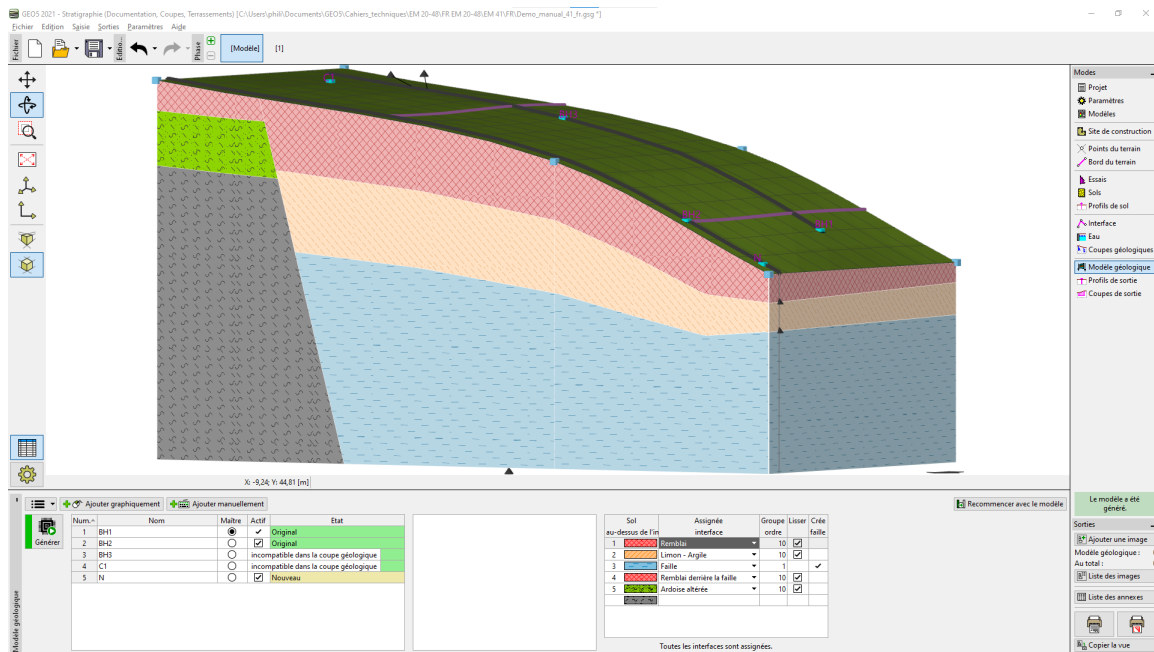 GEO5 2021 - Stratigraphie (Documentation, Coupes, Terrassements) [C:\Users\phili\Documents\GEO5\Cahiers_techniques\EM 20-48\FR EM 20-48\EM 41\FR\Demo_manual_41_fr.gsg *]
Fichier Edition Saisie Sorties Paramètres Aide
Fichier Editio... Phase [Modèle] [1]
Modes
Projet
Paramètres
Modèles
Site de construction
Points du terrain
Bord du terrain
Essais
Sols
Profils de sol
Interface
Eau
Coupes géologiques
Modèle géologique
Profils de sortie
Coupes de sortie
X: -9,24; Y: 44,81 [m]
Ajouter graphiquement Ajouter manuellement
Recommencer avec le modèle
Générer
Num. Nom Maître Actif Etat
1 BH1 Original
2 BH2 Original
3 BH3 incompatible dans la coupe géologique
4 C1 incompatible dans la coupe géologique
5 N Nouveau
Sol Assignée Groupe Lisser Crée
au-dessus de l'in interface ordre faille
1 Remblai 10
2 Limon - Argile 10
3 Faille 1
4 Remblai derrière la faille 10
5 Ardoise altérée 10
Toutes les interfaces sont assignées.
Modèle géologique
Le modèle a été
généré.
Sorties
Ajouter une image
Modèle géologique :
Au total :
Liste des images
Liste des annexes
Copier la vue